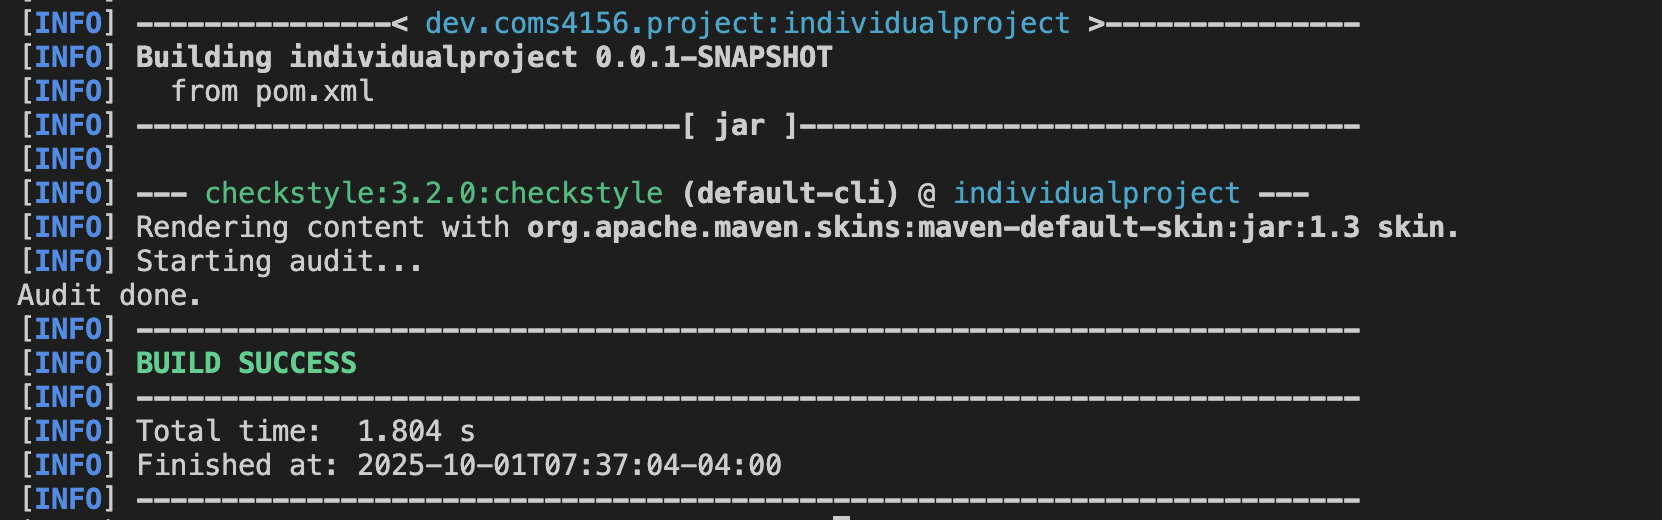 [INFO] ---------------< dev.coms4156.project:individualproject >---------------
[INFO] Building individualproject 0.0.1-SNAPSHOT
[INFO]   from pom.xml
[INFO] --------------------------------[ jar ]---------------------------------
[INFO]
[INFO] --- checkstyle:3.2.0:checkstyle (default-cli) @ individualproject ---
[INFO] Rendering content with org.apache.maven.skins:maven-default-skin:jar:1.3 skin.
[INFO] Starting audit...
Audit done.
[INFO] ------------------------------------------------------------------------
[INFO] BUILD SUCCESS
[INFO] ------------------------------------------------------------------------
[INFO] Total time:  1.804 s
[INFO] Finished at: 2025-10-01T07:37:04-04:00
[INFO] ------------------------------------------------------------------------